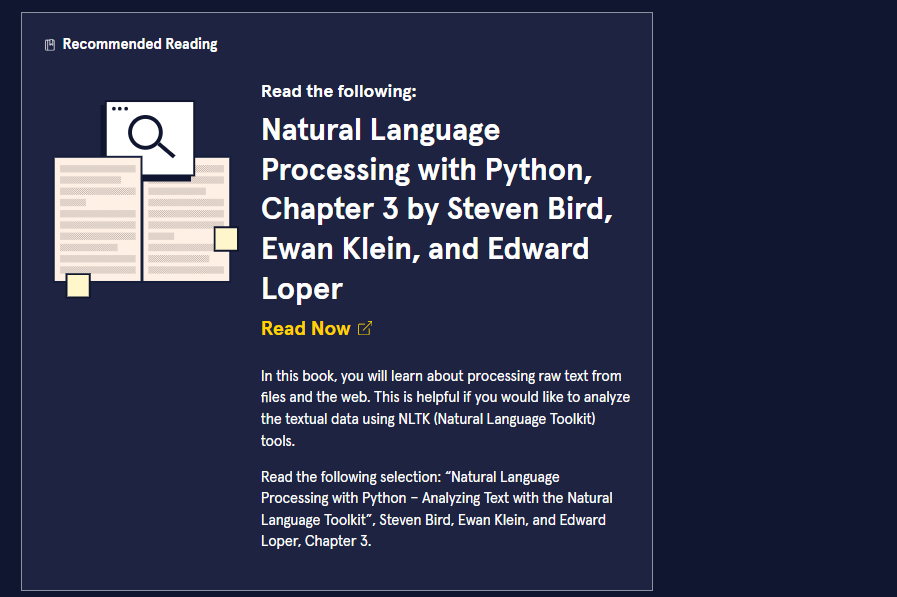 Recommended Reading
Read the following:
Natural Language
Processing with Python,
Chapter 3 by Steven Bird,
Ewan Klein, and Edward
Loper
Read Now
In this book, you will learn about processing raw text from
files and the web. This is helpful if you would like to analyze
the textual data using NLTK (Natural Language Toolkit)
tools.
Read the following selection: “Natural Language
Processing with Python – Analyzing Text with the Natural
Language Toolkit”, Steven Bird, Ewan Klein, and Edward
Loper, Chapter 3.